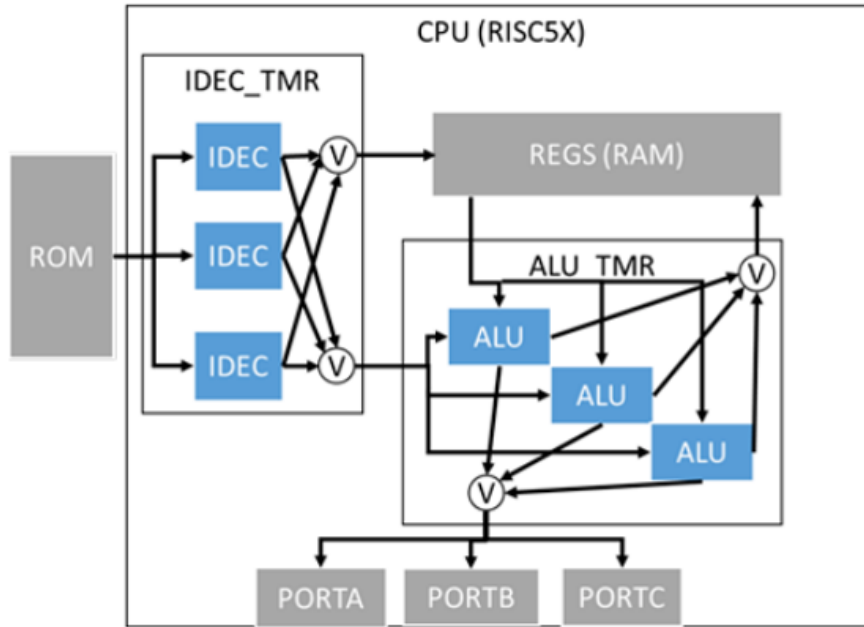 CPU (RISC5X)
IDEC_TMR
IDEC
V
REGS (RAM)
ROM
IDEC
ALU_TMR
V
IDEC
V
ALU
ALU
ALU
V
PORTA
PORTB
PORTC